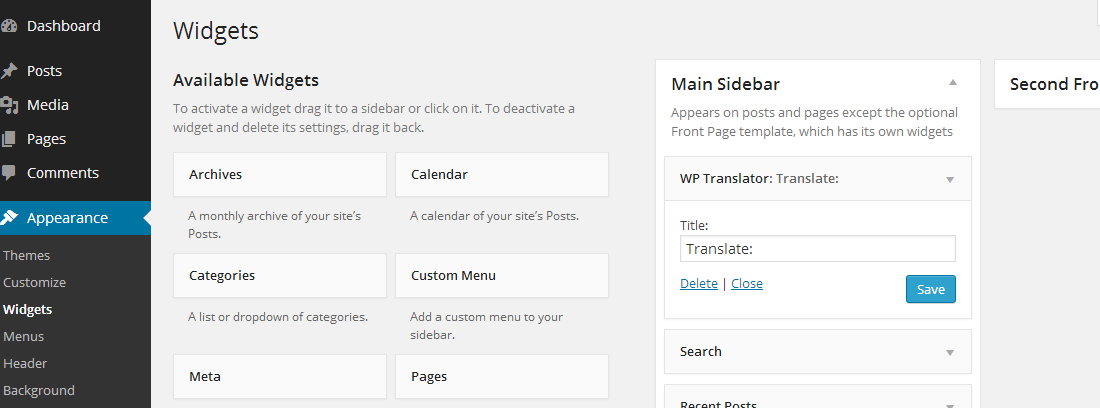 Dashboard
Posts
Media
Pages
Comments
Appearance
Themes
Customize
Widgets
Menus
Header
Background
Widgets
Available Widgets
To activate a widget drag it to a sidebar or click on it. To deactivate a
widget and delete its settings, drag it back.
Archives
A monthly archive of your site’s
Posts.
Calendar
A calendar of your site’s Posts.
Categories
A list or dropdown of categories.
Custom Menu
Add a custom menu to your
sidebar.
Meta
Pages
Main Sidebar
Appears on posts and pages except the optional
Front Page template, which has its own widgets
WP Translator: Translate:
Title:
Translate:
Delete | Close
Save
Search
Recent Posts
Second Fro